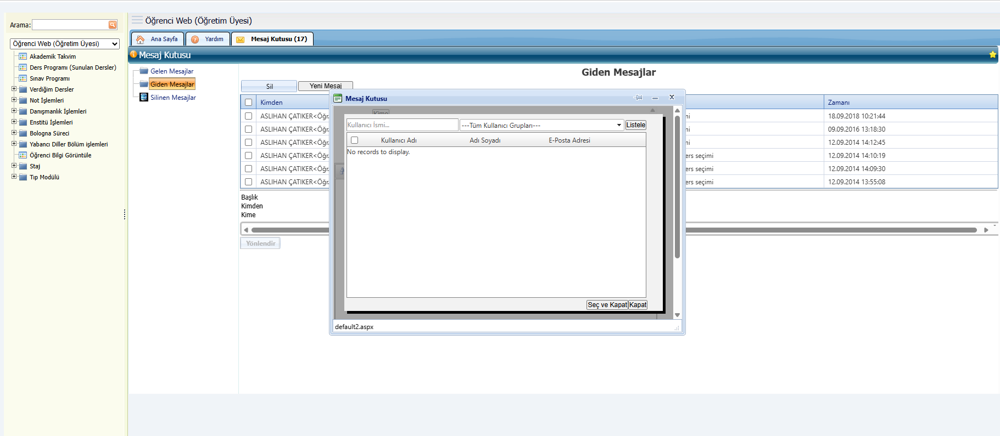 Arama:
Öğrenci Web (Öğretim Üyesi)
Akademik Takvim
Ders Programı (Sunulan Dersler)
Sınav Programı
Verdiğim Dersler
Not İşlemleri
Danışmanlık İşlemleri
Enstitü İşlemleri
Bologna Süreci
Yabancı Diller Bölüm işlemleri
Öğrenci Bilgi Görüntüle
Staj
Tıp Modülü
Öğrenci Web (Öğretim Üyesi)
Ana Sayfa
Yardım
Mesaj Kutusu (17)
Mesaj Kutusu
Gelen Mesajlar
Giden Mesajlar
Silinen Mesajlar
Giden Mesajlar
Sil
Yeni Mesaj
Kimden
Zamanı
ASLIHAN ÇATIKER<Öğr.
18.09.2018 10:21:44
ASLIHAN ÇATIKER<Öğr.
09.09.2016 13:18:30
ASLIHAN ÇATIKER<Öğr.
12.09.2014 14:12:45
ASLIHAN ÇATIKER<Öğr.
ers seçimi
12.09.2014 14:10:19
ASLIHAN ÇATIKER<Öğr.
ers seçimi
12.09.2014 14:09:30
ASLIHAN ÇATIKER<Öğr.
ers seçimi
12.09.2014 13:55:08
Başlık
Kimden
Kime
Yönlendir
Mesaj Kutusu
Kime
Kullanıcı İsmi...
---Tüm Kullanıcı Grupları---
Listele
Kullanıcı Adı
Adı Soyadı
E-Posta Adresi
No records to display.
Seç ve Kapat
Kapat
default2.aspx